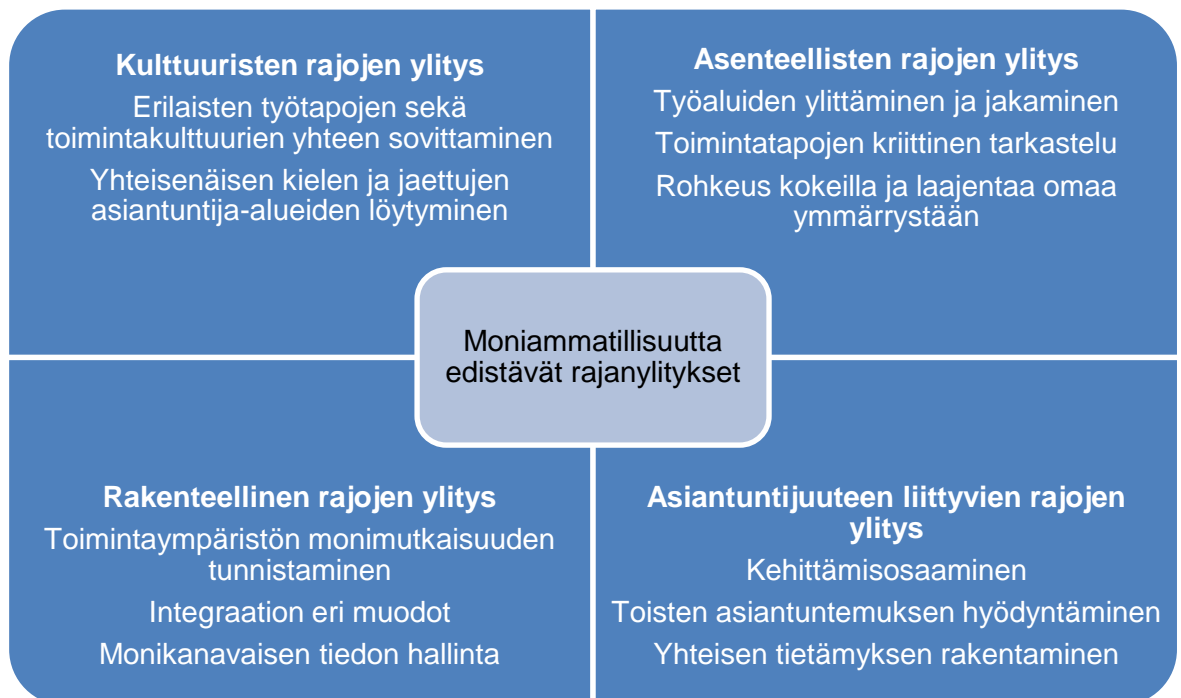 Kulttuuristen rajojen ylitys
Erilaisten työtapojen sekä
toimintakulttuurien yhteen sovittaminen
Yhteisenäisen kielen ja jaettujen
asiantuntija-alueiden löytyminen
Asenteellisten rajojen ylitys
Työaluiden ylittäminen ja jakaminen
Toimintatapojen kriittinen tarkastelu
Rohkeus kokeilla ja laajentaa omaa
ymmärrystään
Moniammatillisuutta
edistävät rajanylitykset
Rakenteellinen rajojen ylitys
Toimintaympäristön monimutkaisuuden
tunnistaminen
Integraation eri muodot
Monikanavaisen tiedon hallinta
Asiantuntijuuteen liittyvien rajojen
ylitys
Kehittämisosaaminen
Toisten asiantuntemuksen hyödyntäminen
Yhteisen tietämyksen rakentaminen